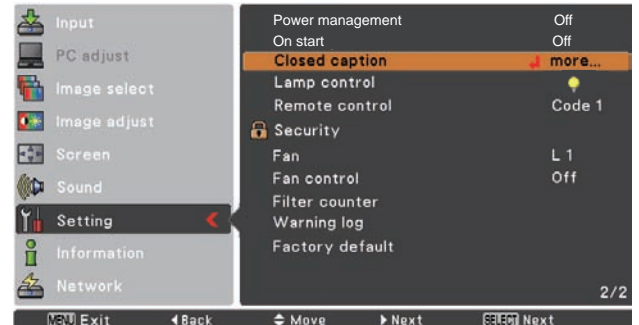 Input
PC adjust
Image select
Image adjust
Screen
Sound
Setting
Information
Network
Power management Off
On start Off
Closed caption more...
Lamp control
Remote control Code 1
Security
Fan L 1
Fan control Off
Filter counter
Warning log
Factory default
2/2
MENU Exit Back Move Next SELECT Next